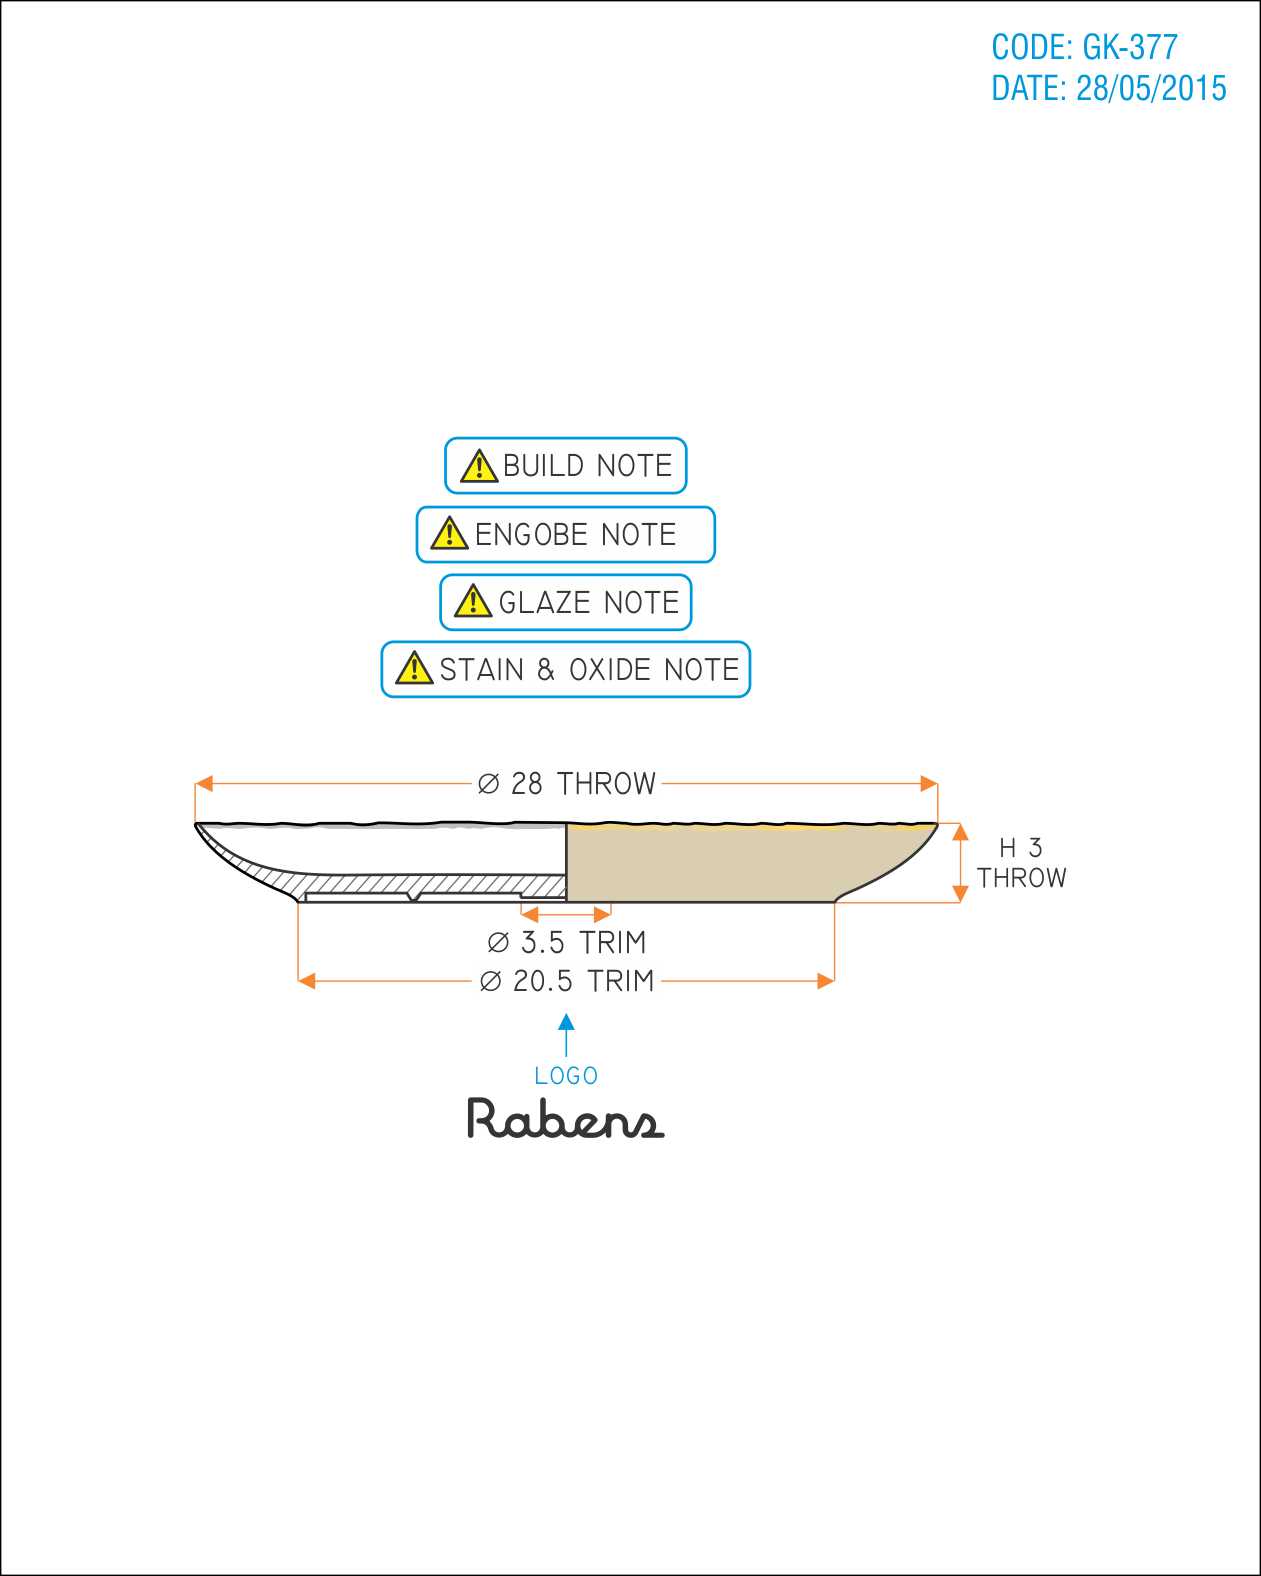 CODE: GK-377
DATE: 28/05/2015
BUILD NOTE
ENGOBE NOTE
GLAZE NOTE
STAIN & OXIDE NOTE
∅ 28 THROW
H 3
THROW
∅ 3.5 TRIM
∅ 20.5 TRIM
LOGO
Rabens